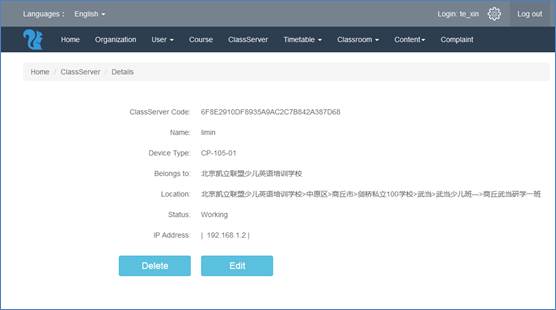 Languages : English Login: te_xin Log out
Home Organization User Course ClassServer Timetable Classroom Content Complaint
Home / ClassServer / Details
ClassServer Code: 6F8E2910DF8935A9AC2C7B842A387D68
Name: limin
Device Type: CP-105-01
Belongs to: 北京凯立联盟少儿英语培训学校
Location: 北京凯立联盟少儿英语培训学校>中原区>商丘市>剑桥私立100学校>武当>武当少儿班--->商丘武当研学一班
Status: Working
IP Address: | 192.168.1.2 |
Delete Edit